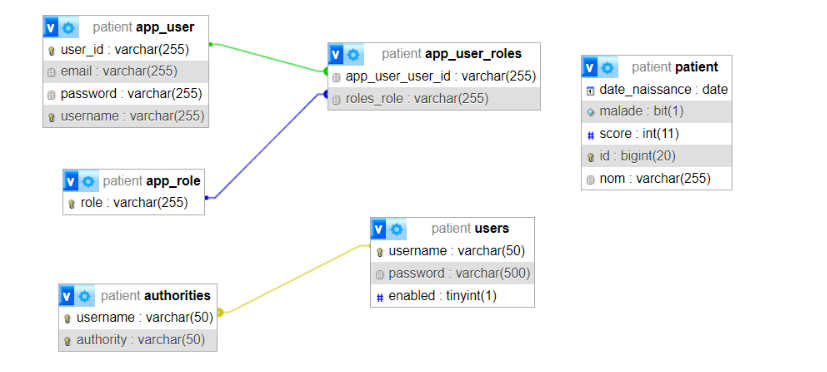 patient app_user
user_id : varchar(255)
email : varchar(255)
password : varchar(255)
username : varchar(255)
patient app_user_roles
app_user_user_id : varchar(255)
roles_role : varchar(255)
patient patient
date_naissance : date
malade : bit(1)
score : int(11)
id : bigint(20)
nom : varchar(255)
patient app_role
role : varchar(255)
patient users
username : varchar(50)
password : varchar(500)
enabled : tinyint(1)
patient authorities
username : varchar(50)
authority : varchar(50)